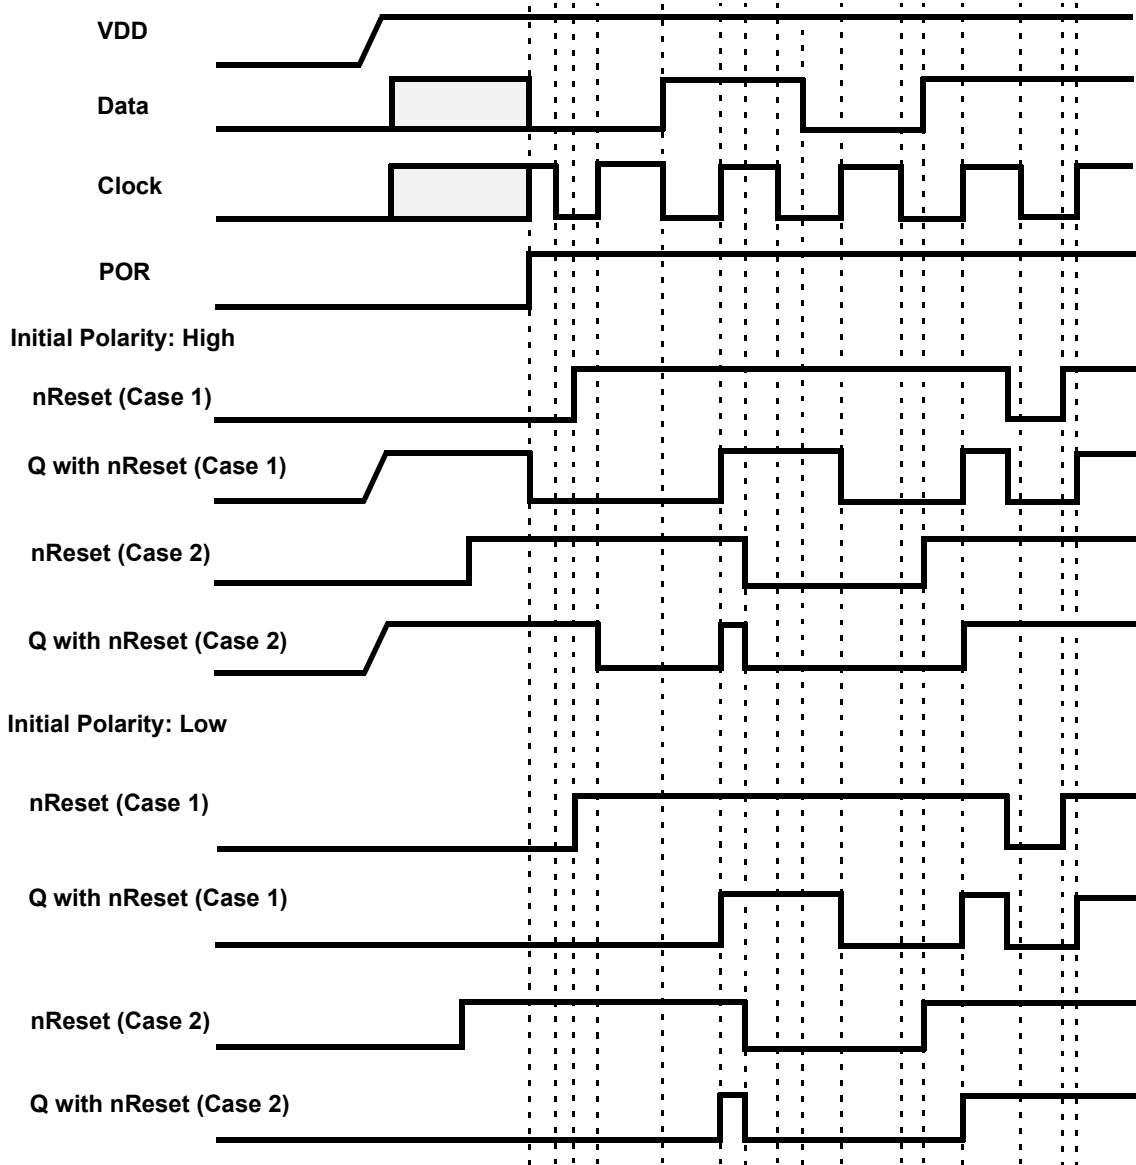 VDD
Data
Clock
POR
Initial Polarity: High
nReset (Case 1)
Q with nReset (Case 1)
nReset (Case 2)
Q with nReset (Case 2)
Initial Polarity: Low
nReset (Case 1)
Q with nReset (Case 1)
nReset (Case 2)
Q with nReset (Case 2)